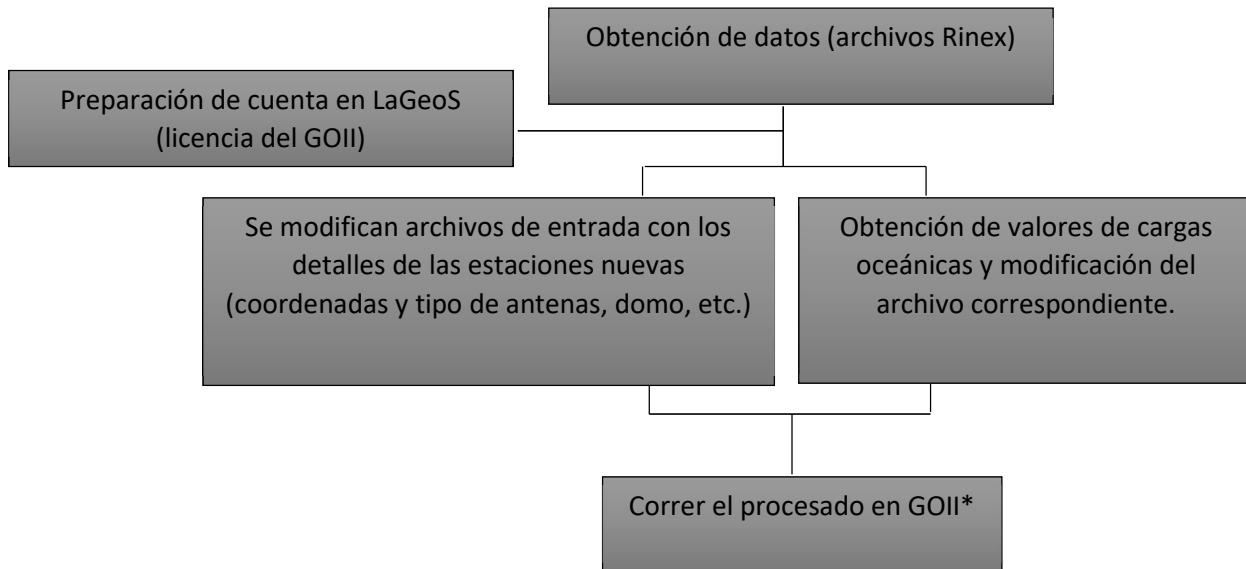 Obtención de datos (archivos Rinex)
Preparación de cuenta en LaGeoS
(licencia del GOII)
Se modifican archivos de entrada con los
detalles de las estaciones nuevas
(coordenadas y tipo de antenas, domo, etc.)
Obtención de valores de cargas
oceánicas y modificación del
archivo correspondiente.
Correr el procesado en GOII*